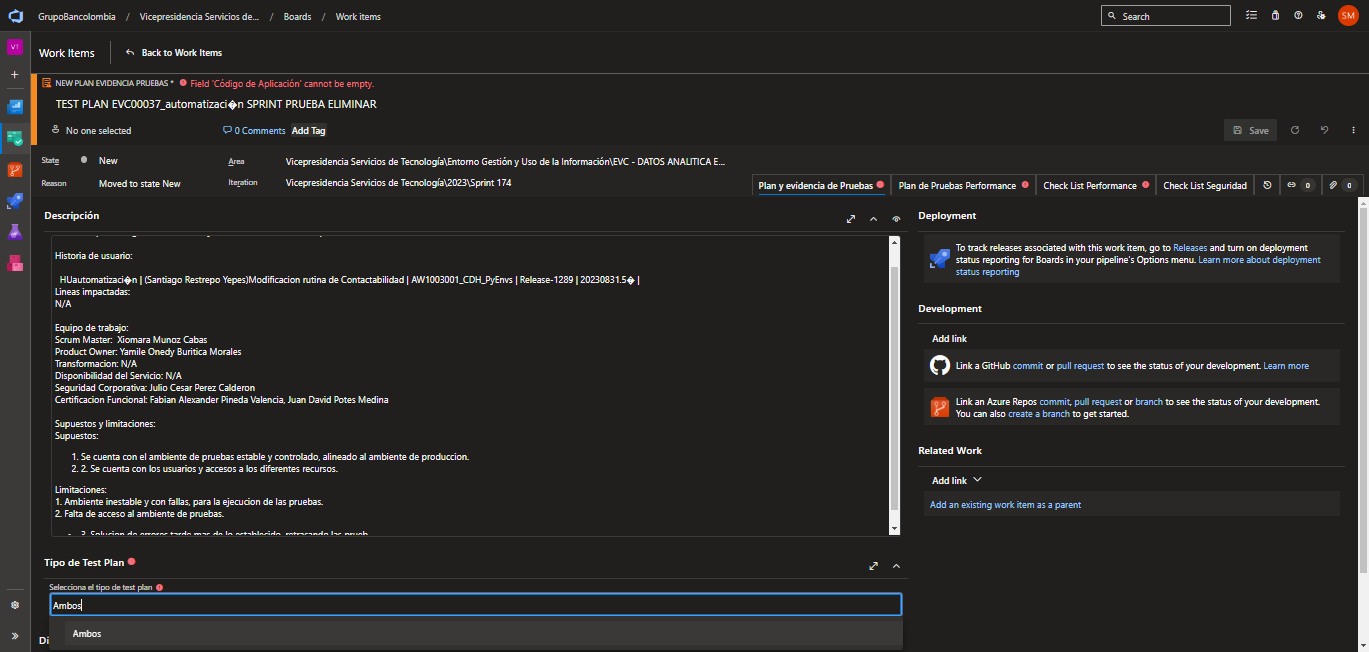 GrupoBancolombia / Vicepresidencia Servicios de... / Boards / Work items
Search
SM
VT
Work Items
Back to Work Items
NEW PLAN EVIDENCIA PRUEBAS * Field 'Código de Aplicación' cannot be empty.
TEST PLAN EVC00037_automatizaci�n SPRINT PRUEBA ELIMINAR
No one selected
0 Comments
Add Tag
Save
State
New
Area
Vicepresidencia Servicios de Tecnología\Entorno Gestión y Uso de la Información\EVC - DATOS ANALITICA E...
Reason
Moved to state New
Iteration
Vicepresidencia Servicios de Tecnología\2023\Sprint 174
Plan y evidencia de Pruebas
Plan de Pruebas Performance
Check List Performance
Check List Seguridad
0
0
Descripción
Historia de usuario:
HUautomatizaci�n | (Santiago Restrepo Yepes)Modificacion rutina de Contactabilidad | AW1003001_CDH_PyEnvs | Release-1289 | 20230831.5� |
Lineas impactadas:
N/A
Equipo de trabajo:
Scrum Master: Xiomara Munoz Cabas
Product Owner: Yamile Onedy Buritica Morales
Transformacion: N/A
Disponibilidad del Servicio: N/A
Seguridad Corporativa: Julio Cesar Perez Calderon
Certificacion Funcional: Fabian Alexander Pineda Valencia, Juan David Potes Medina
Supuestos y limitaciones:
Supuestos:
1. Se cuenta con el ambiente de pruebas estable y controlado, alineado al ambiente de produccion.
2. 2. Se cuenta con los usuarios y accesos a los diferentes recursos.
Limitaciones:
1. Ambiente inestable y con fallas, para la ejecucion de las pruebas.
2. Falta de acceso al ambiente de pruebas.
3. Solucion de errores tarde mas de lo establecido, retrasando las prueb
Tipo de Test Plan
Selecciona el tipo de test plan
Ambos
Ambos
Di
Deployment
To track releases associated with this work item, go to Releases and turn on deployment
status reporting for Boards in your pipeline's Options menu. Learn more about deployment
status reporting
Development
Add link
Link a GitHub commit or pull request to see the status of your development. Learn more
Link an Azure Repos commit, pull request or branch to see the status of your development.
You can also create a branch to get started.
Related Work
Add link
Add an existing work item as a parent